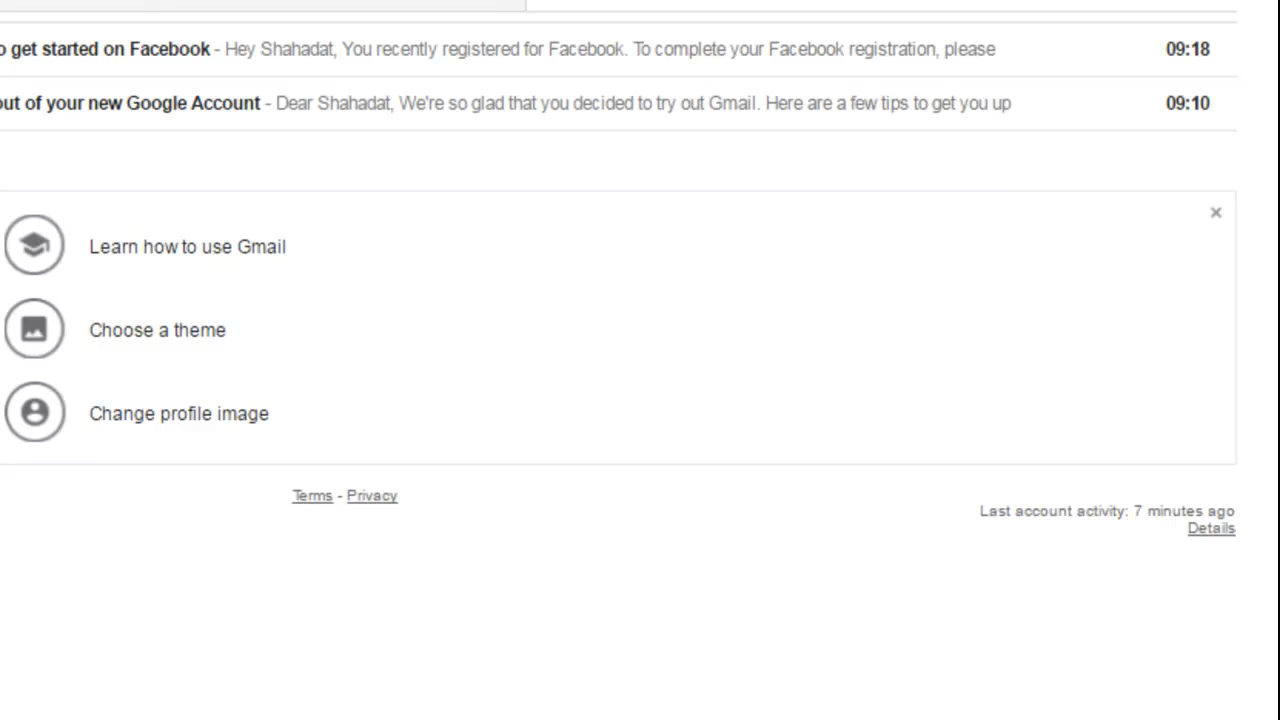 o get started on Facebook - Hey Shahadat, You recently registered for Facebook. To complete your Facebook registration, please 09:18
out of your new Google Account - Dear Shahadat, We're so glad that you decided to try out Gmail. Here are a few tips to get you up 09:10
Learn how to use Gmail
Choose a theme
Change profile image
Terms - Privacy
Last account activity: 7 minutes ago
Details